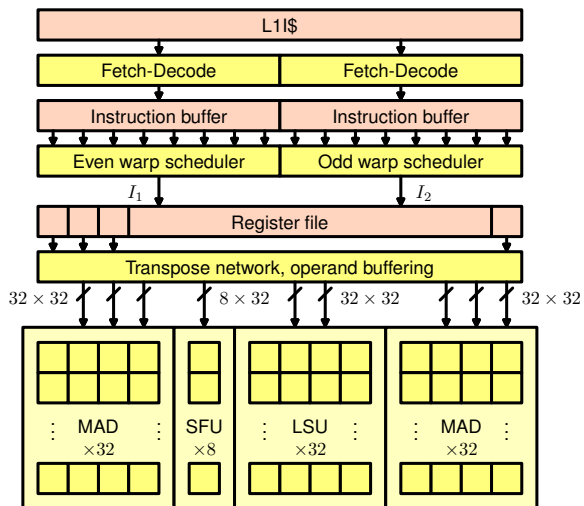 L1I$
Fetch-Decode Fetch-Decode
Instruction buffer Instruction buffer
Even warp scheduler Odd warp scheduler
I₁ I₂
Register file
Transpose network, operand buffering
32 × 32 8 × 32 32 × 32 32 × 32
⋮ MAD ⋮ SFU ⋮ LSU ⋮ ⋮ MAD ⋮
×32 ×8 ×32 ×32